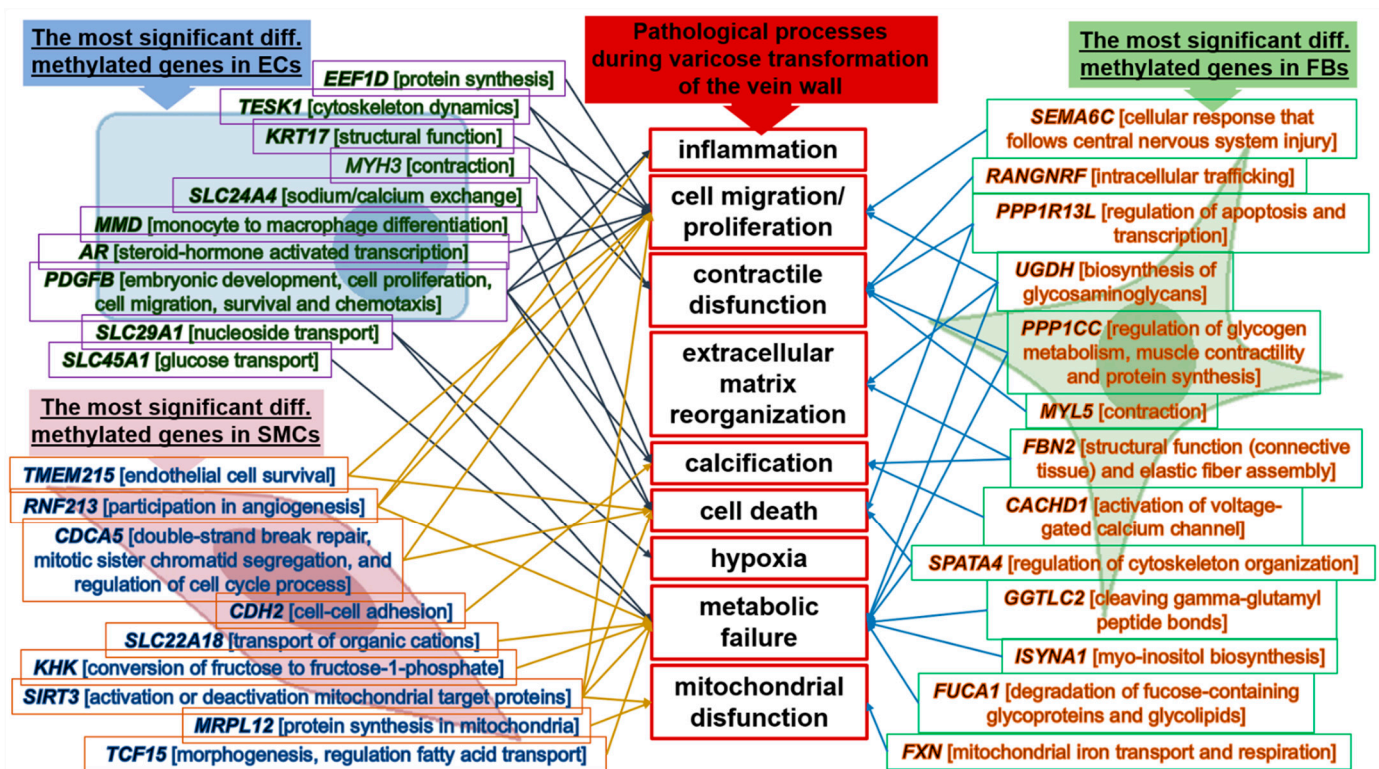 The most significant diff.
methylated genes in ECs
EEF1D [protein synthesis]
TESK1 [cytoskeleton dynamics]
KRT17 [structural function]
MYH3 [contraction]
SLC24A4 [sodium/calcium exchange]
MMD [monocyte to macrophage differentiation]
AR [steroid-hormone activated transcription]
PDGFB [embryonic development, cell proliferation,
cell migration, survival and chemotaxis]
SLC29A1 [nucleoside transport]
SLC45A1 [glucose transport]
The most significant diff.
methylated genes in SMCs
TMEM215 [endothelial cell survival]
RNF213 [participation in angiogenesis]
CDCA5 [double-strand break repair,
mitotic sister chromatid segregation, and
regulation of cell cycle process]
CDH2 [cell-cell adhesion]
SLC22A18 [transport of organic cations]
KHK [conversion of fructose to fructose-1-phosphate]
SIRT3 [activation or deactivation mitochondrial target proteins]
MRPL12 [protein synthesis in mitochondria]
TCF15 [morphogenesis, regulation fatty acid transport]
Pathological processes
during varicose transformation
of the vein wall
inflammation
cell migration/
proliferation
contractile
disfunction
extracellular
matrix
reorganization
calcification
cell death
hypoxia
metabolic
failure
mitochondrial
disfunction
The most significant diff.
methylated genes in FBs
SEMA6C [cellular response that
follows central nervous system injury]
RANGNRF [intracellular trafficking]
PPP1R13L [regulation of apoptosis and
transcription]
UGDH [biosynthesis of
glycosaminoglycans]
PPP1CC [regulation of glycogen
metabolism, muscle contractility
and protein synthesis]
MYL5 [contraction]
FBN2 [structural function (connective
tissue) and elastic fiber assembly]
CACHD1 [activation of voltage-
gated calcium channel]
SPATA4 [regulation of cytoskeleton organization]
GGTLC2 [cleaving gamma-glutamyl
peptide bonds]
ISYNA1 [myo-inositol biosynthesis]
FUCA1 [degradation of fucose-containing
glycoproteins and glycolipids]
FXN [mitochondrial iron transport and respiration]